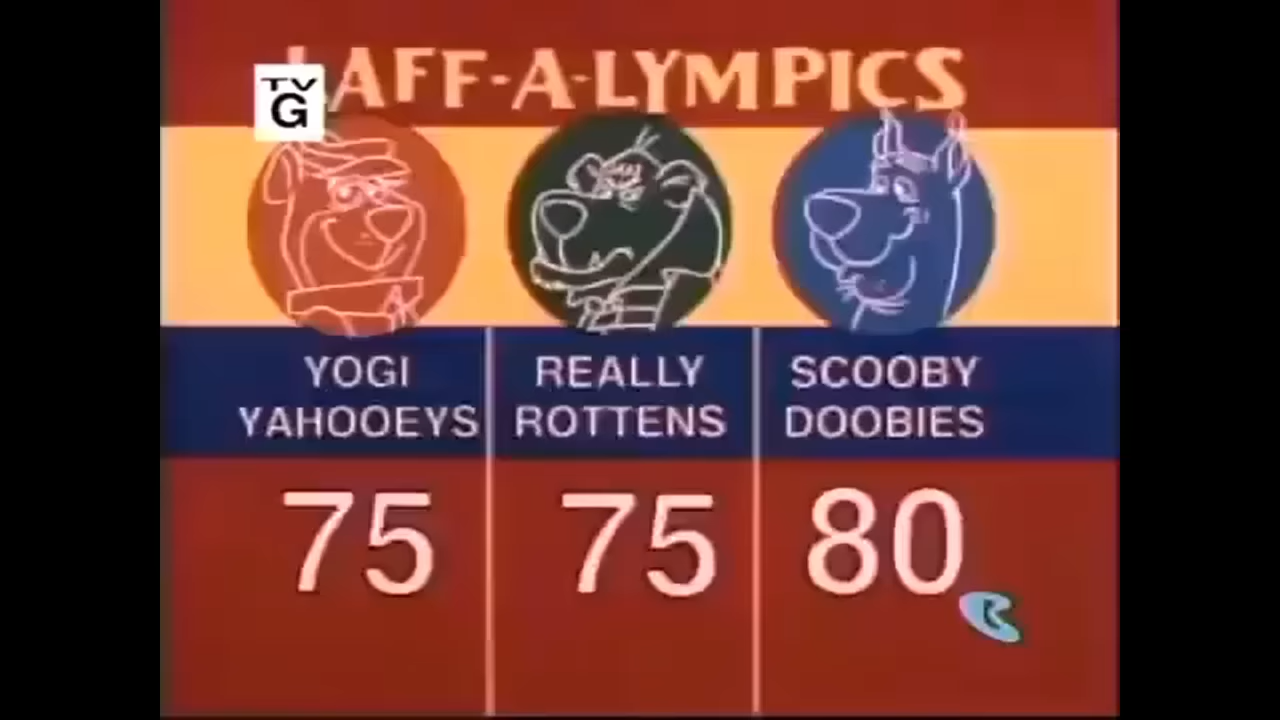 LAFF-A-LYMPICS
TV
G
YOGI
YAHOOEYS
REALLY
ROTTENS
SCOOBY
DOOBIES
75
75
80